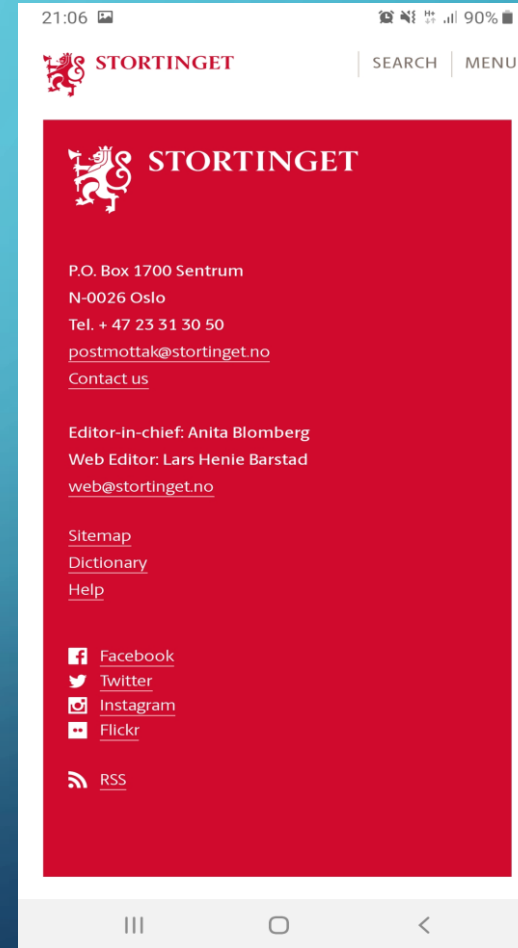 21:06 90%
STORTINGET SEARCH MENU
STORTINGET
P.O. Box 1700 Sentrum
N-0026 Oslo
Tel. + 47 23 31 30 50
postmottak@stortinget.no
Contact us
Editor-in-chief: Anita Blomberg
Web Editor: Lars Henie Barstad
web@stortinget.no
Sitemap
Dictionary
Help
Facebook
Twitter
Instagram
Flickr
RSS